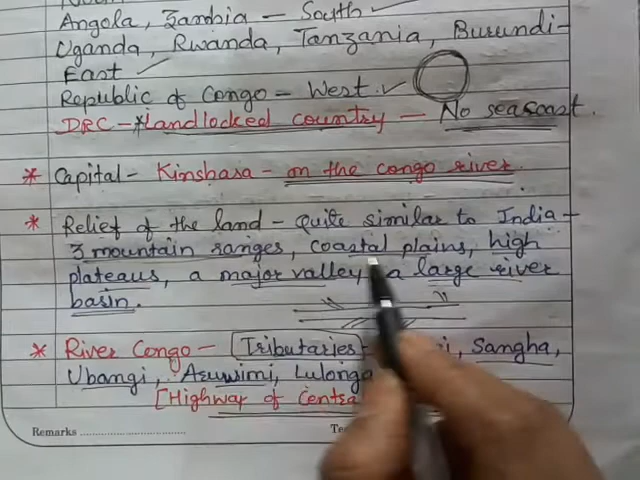 Angola, Zambia – South
Uganda, Rwanda, Tanzania, Burundi –
East
Republic of Congo – West.
DRC – *Landlocked country – No seacoast.
* Capital – Kinshasa – on the congo river.
* Relief of the land – quite similar to India –
3 mountain ranges, coastal plains, high
plateaus, a major valley, a large river
basin.
* River Congo – Tributaries – Sangha,
Ubangi, Aruwimi, Lulonga
[Highway of Centra
Remarks